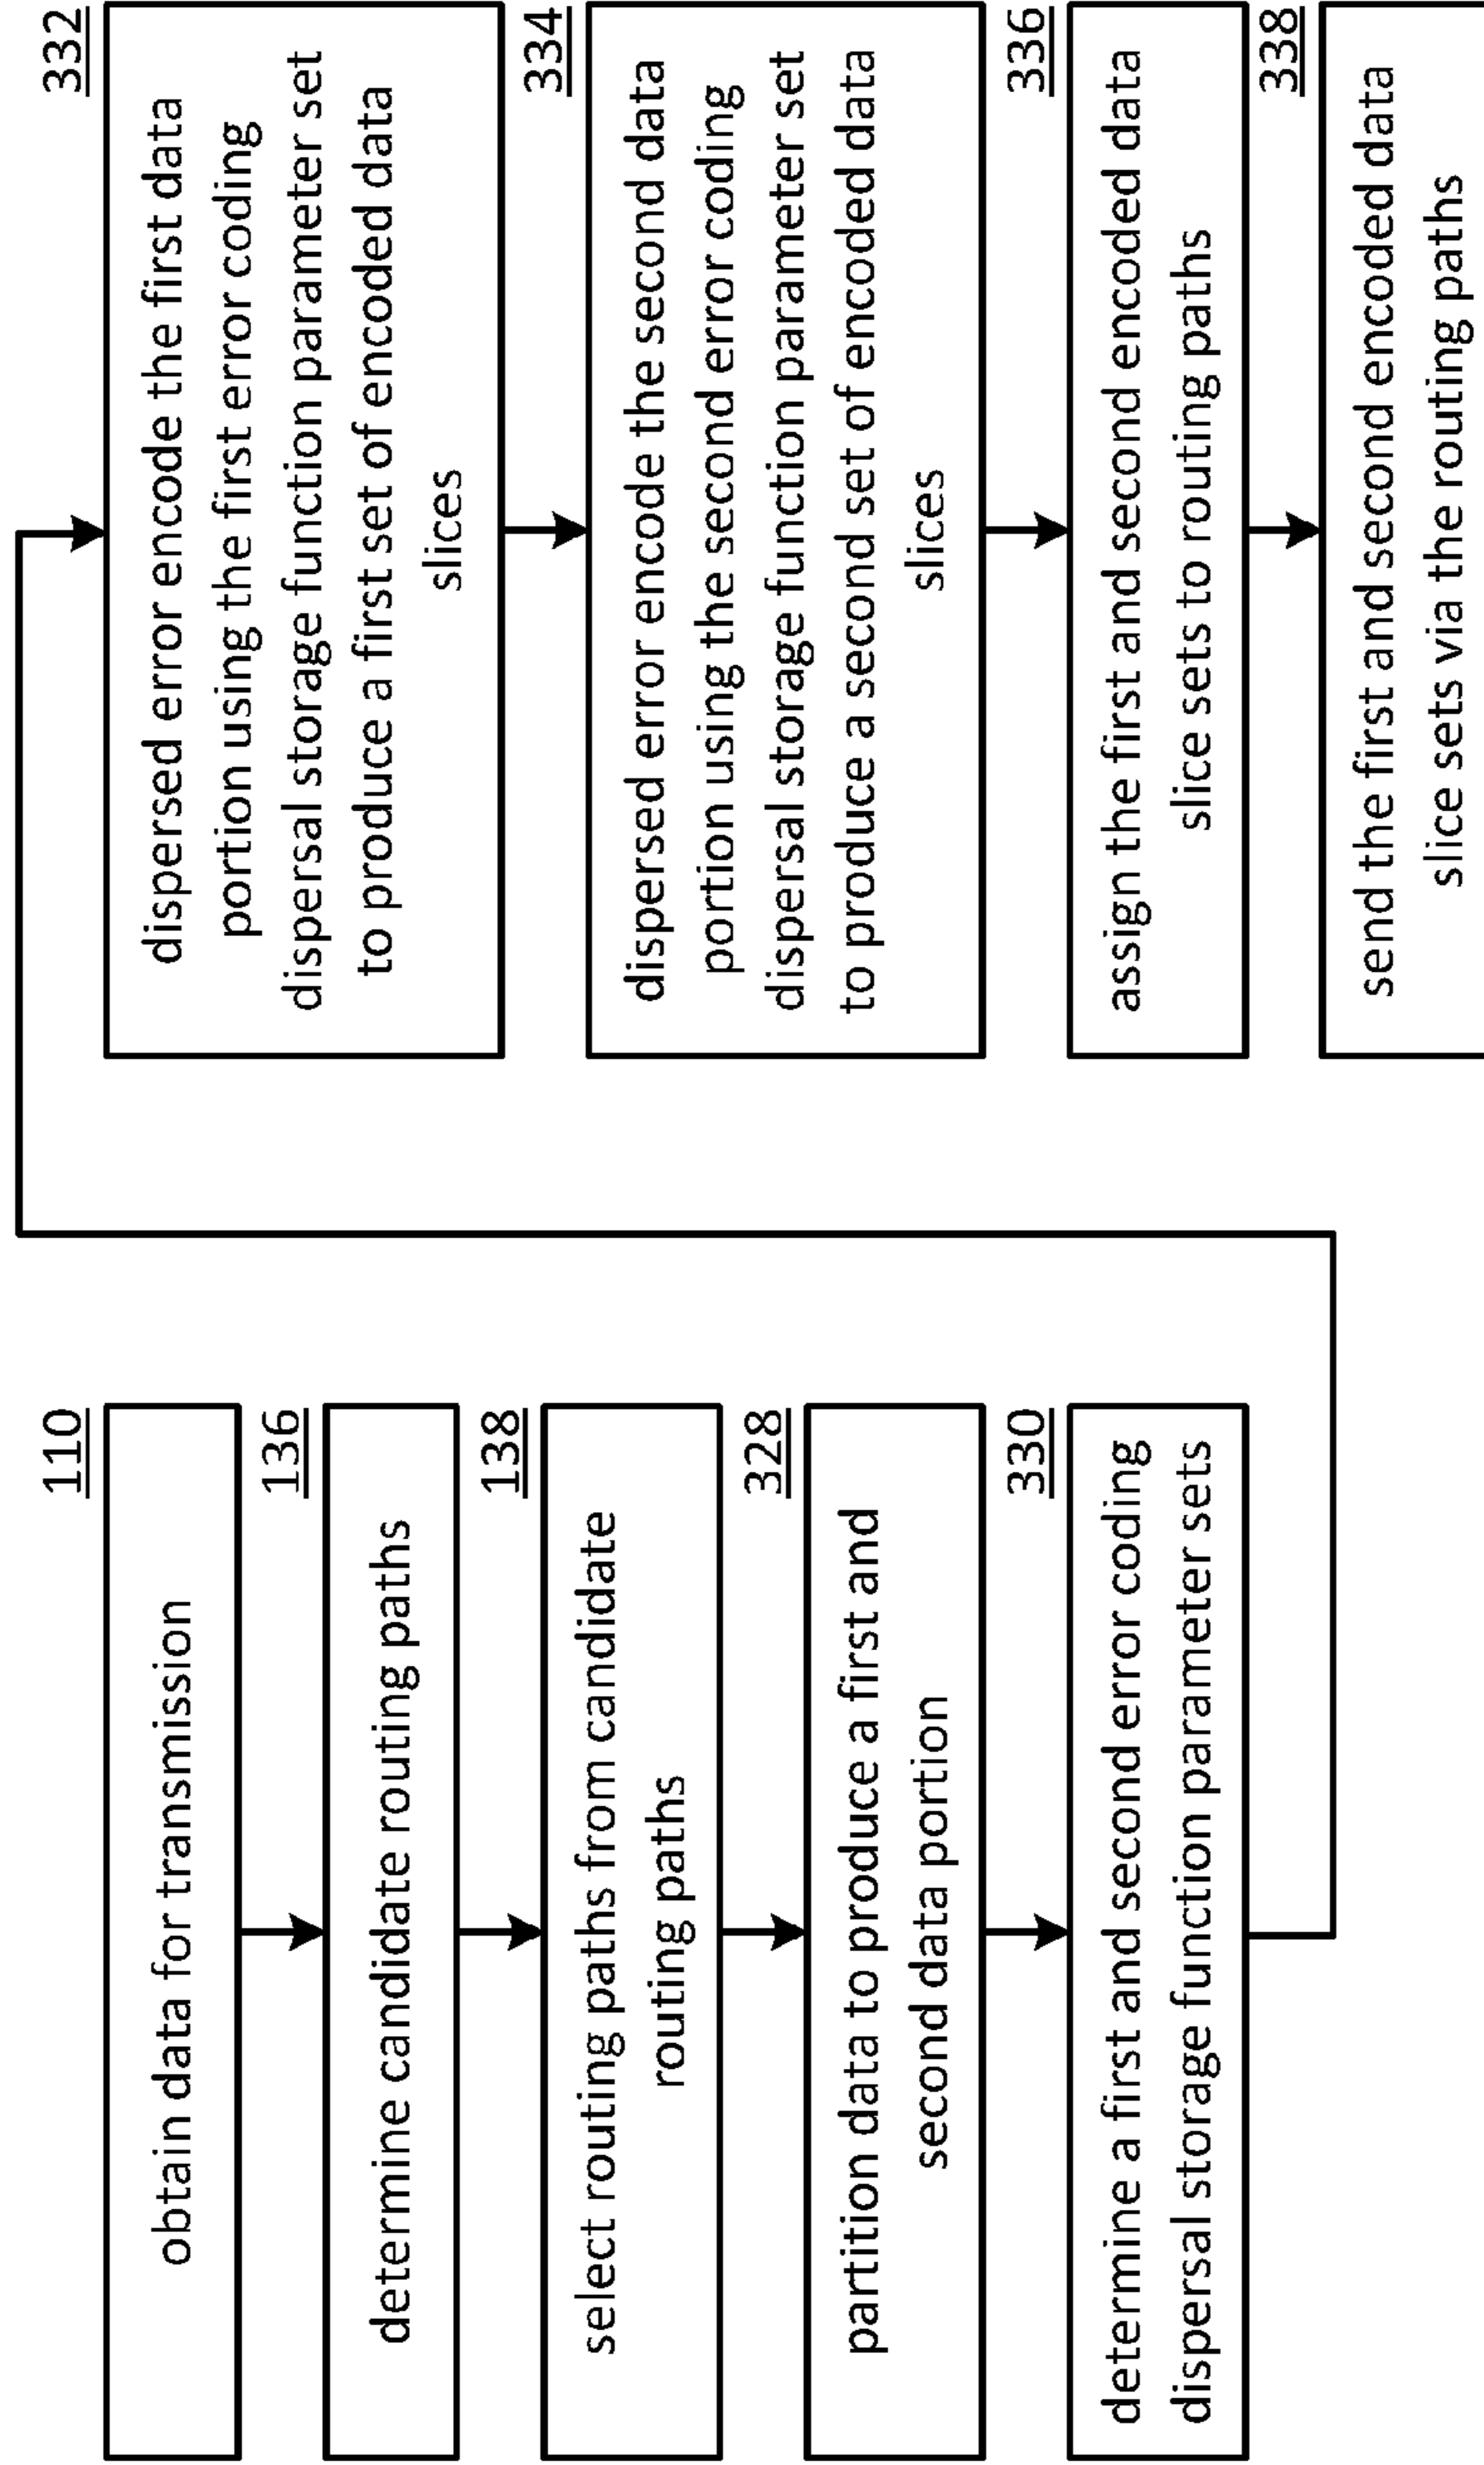 110
obtain data for transmission
136
determine candidate routing paths
138
select routing paths from candidate
routing paths
328
partition data to produce a first and
second data portion
330
determine a first and second error coding
dispersal storage function parameter sets
332
dispersed error encode the first data
portion using the first error coding
dispersal storage function parameter set
to produce a first set of encoded data
slices
334
dispersed error encode the second data
portion using the second error coding
dispersal storage function parameter set
to produce a second set of encoded data
slices
336
assign the first and second encoded data
slice sets to routing paths
338
send the first and second encoded data
slice sets via the routing paths